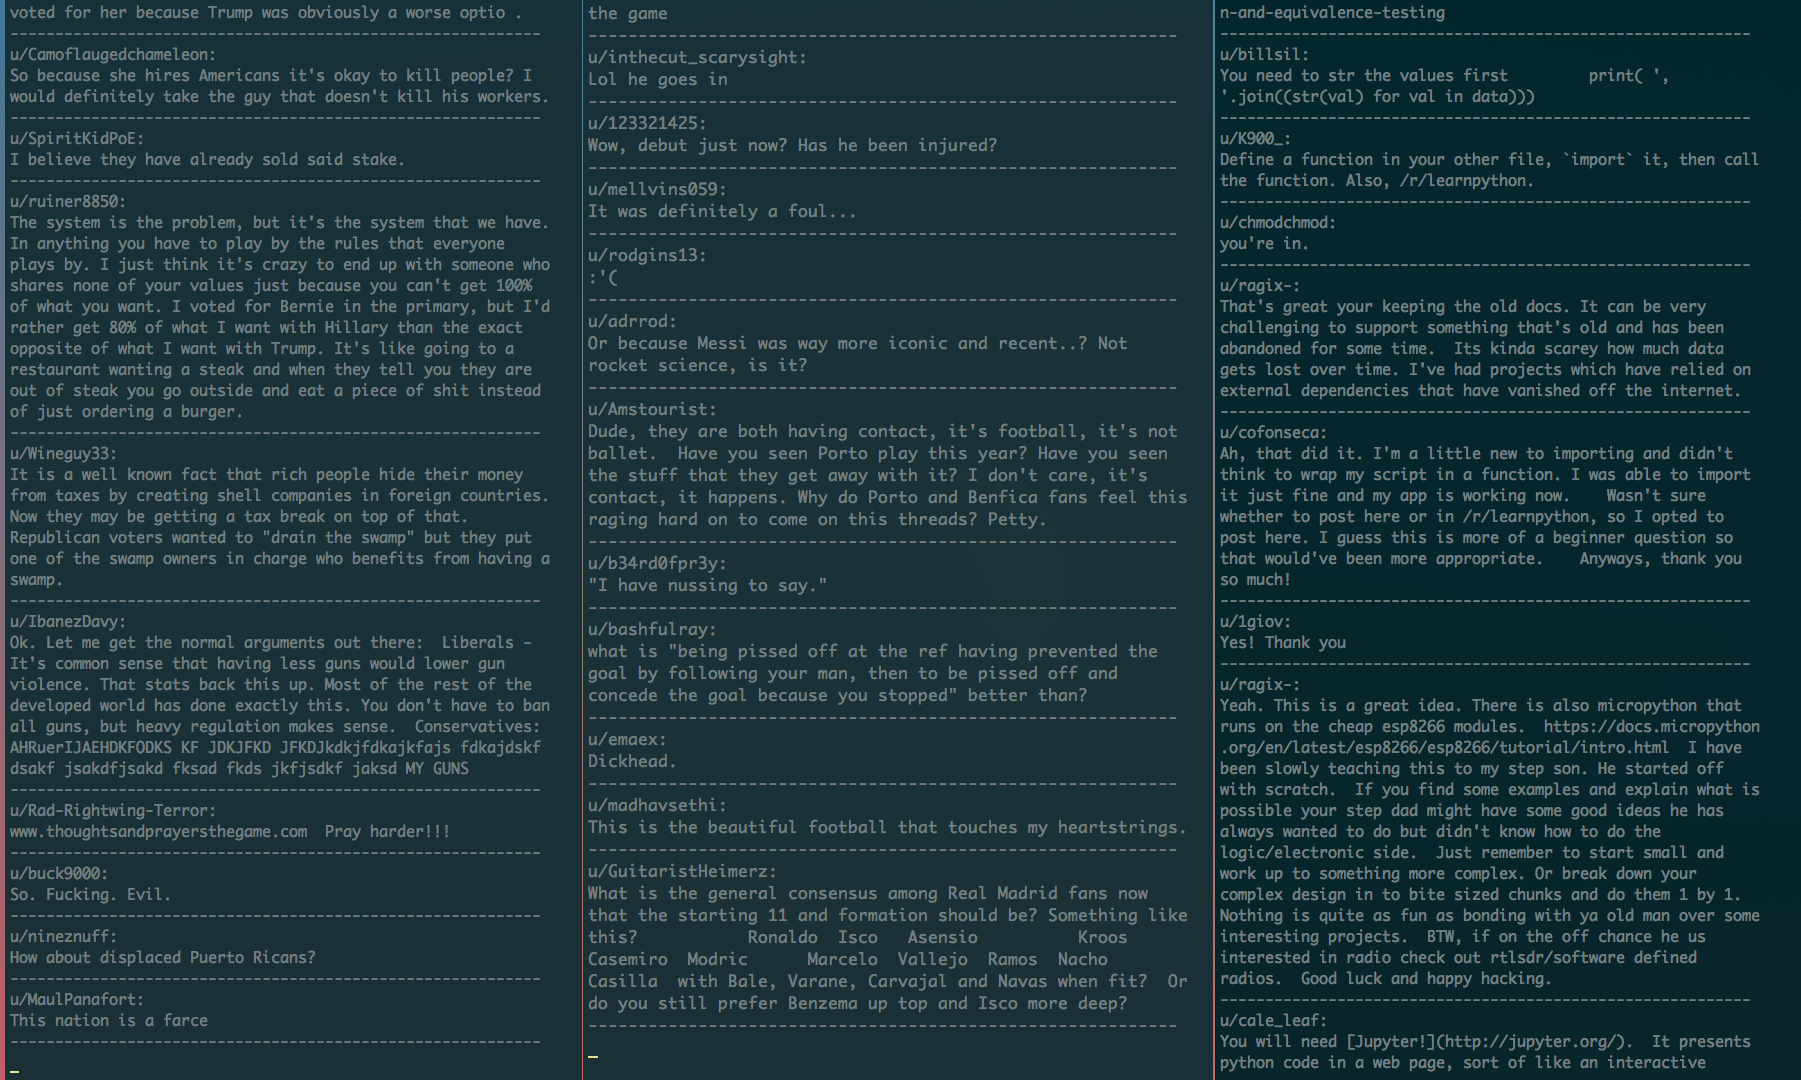 voted for her because Trump was obviously a worse optio .
------------------------------------------------------------
u/Camoflaugedchameleon:
So because she hires Americans it's okay to kill people? I
would definitely take the guy that doesn't kill his workers.
------------------------------------------------------------
u/SpiritKidPoE:
I believe they have already sold said stake.
------------------------------------------------------------
u/ruiner8850:
The system is the problem, but it's the system that we have.
In anything you have to play by the rules that everyone
plays by. I just think it's crazy to end up with someone who
shares none of your values just because you can't get 100%
of what you want. I voted for Bernie in the primary, but I'd
rather get 80% of what I want with Hillary than the exact
opposite of what I want with Trump. It's like going to a
restaurant wanting a steak and when they tell you they are
out of steak you go outside and eat a piece of shit instead
of just ordering a burger.
------------------------------------------------------------
u/Wineguy33:
It is a well known fact that rich people hide their money
from taxes by creating shell companies in foreign countries.
Now they may be getting a tax break on top of that.
Republican voters wanted to "drain the swamp" but they put
one of the swamp owners in charge who benefits from having a
swamp.
------------------------------------------------------------
u/IbanezDavy:
Ok. Let me get the normal arguments out there:  Liberals -
It's common sense that having less guns would lower gun
violence. That stats back this up. Most of the rest of the
developed world has done exactly this. You don't have to ban
all guns, but heavy regulation makes sense.  Conservatives:
AHRuerIJAEHDKFODKS KF JDKJFKD JFKDJkdkjfdkajkfajs fdkajdskf
dsakf jsakdfjsakd fksad fkds jkfjsdkf jaksd MY GUNS
------------------------------------------------------------
u/Rad-Rightwing-Terror:
www.thoughtsandprayersthegame.com  Pray harder!!!
------------------------------------------------------------
u/buck9000:
So. Fucking. Evil.
------------------------------------------------------------
u/nineznuff:
How about displaced Puerto Ricans?
------------------------------------------------------------
u/MaulPanafort:
This nation is a farce
------------------------------------------------------------
the game
------------------------------------------------------------
u/inthecut_scarysight:
Lol he goes in
------------------------------------------------------------
u/123321425:
Wow, debut just now? Has he been injured?
------------------------------------------------------------
u/mellvins059:
It was definitely a foul...
------------------------------------------------------------
u/rodgins13:
:'(
------------------------------------------------------------
u/adrrod:
Or because Messi was way more iconic and recent..? Not
rocket science, is it?
------------------------------------------------------------
u/Amstourist:
Dude, they are both having contact, it's football, it's not
ballet.  Have you seen Porto play this year? Have you seen
the stuff that they get away with it? I don't care, it's
contact, it happens. Why do Porto and Benfica fans feel this
raging hard on to come on this threads? Petty.
------------------------------------------------------------
u/b34rd0fpr3y:
"I have nussing to say."
------------------------------------------------------------
u/bashfulray:
what is "being pissed off at the ref having prevented the
goal by following your man, then to be pissed off and
concede the goal because you stopped" better than?
------------------------------------------------------------
u/emaex:
Dickhead.
------------------------------------------------------------
u/madhavsethi:
This is the beautiful football that touches my heartstrings.
------------------------------------------------------------
u/GuitaristHeimerz:
What is the general consensus among Real Madrid fans now
that the starting 11 and formation should be? Something like
this?           Ronaldo  Isco   Asensio          Kroos
Casemiro  Modric      Marcelo  Vallejo  Ramos  Nacho
Casilla  with Bale, Varane, Carvajal and Navas when fit?  Or
do you still prefer Benzema up top and Isco more deep?
------------------------------------------------------------
n-and-equivalence-testing
------------------------------------------------------------
u/billsil:
You need to str the values first         print( ',
'.join((str(val) for val in data)))
------------------------------------------------------------
u/K900_:
Define a function in your other file, `import` it, then call
the function. Also, /r/learnpython.
------------------------------------------------------------
u/chmodchmod:
you're in.
------------------------------------------------------------
u/ragix-:
That's great your keeping the old docs. It can be very
challenging to support something that's old and has been
abandoned for some time.  Its kinda scarey how much data
gets lost over time. I've had projects which have relied on
external dependencies that have vanished off the internet.
------------------------------------------------------------
u/cofonseca:
Ah, that did it. I'm a little new to importing and didn't
think to wrap my script in a function. I was able to import
it just fine and my app is working now.    Wasn't sure
whether to post here or in /r/learnpython, so I opted to
post here. I guess this is more of a beginner question so
that would've been more appropriate.    Anyways, thank you
so much!
------------------------------------------------------------
u/1giov:
Yes! Thank you
------------------------------------------------------------
u/ragix-:
Yeah. This is a great idea. There is also micropython that
runs on the cheap esp8266 modules.  https://docs.micropython
.org/en/latest/esp8266/esp8266/tutorial/intro.html  I have
been slowly teaching this to my step son. He started off
with scratch.  If you find some examples and explain what is
possible your step dad might have some good ideas he has
always wanted to do but didn't know how to do the
logic/electronic side.  Just remember to start small and
work up to something more complex. Or break down your
complex design in to bite sized chunks and do them 1 by 1.
Nothing is quite as fun as bonding with ya old man over some
interesting projects.  BTW, if on the off chance he us
interested in radio check out rtlsdr/software defined
radios.  Good luck and happy hacking.
------------------------------------------------------------
u/cale_leaf:
You will need [Jupyter!](http://jupyter.org/).  It presents
python code in a web page, sort of like an interactive